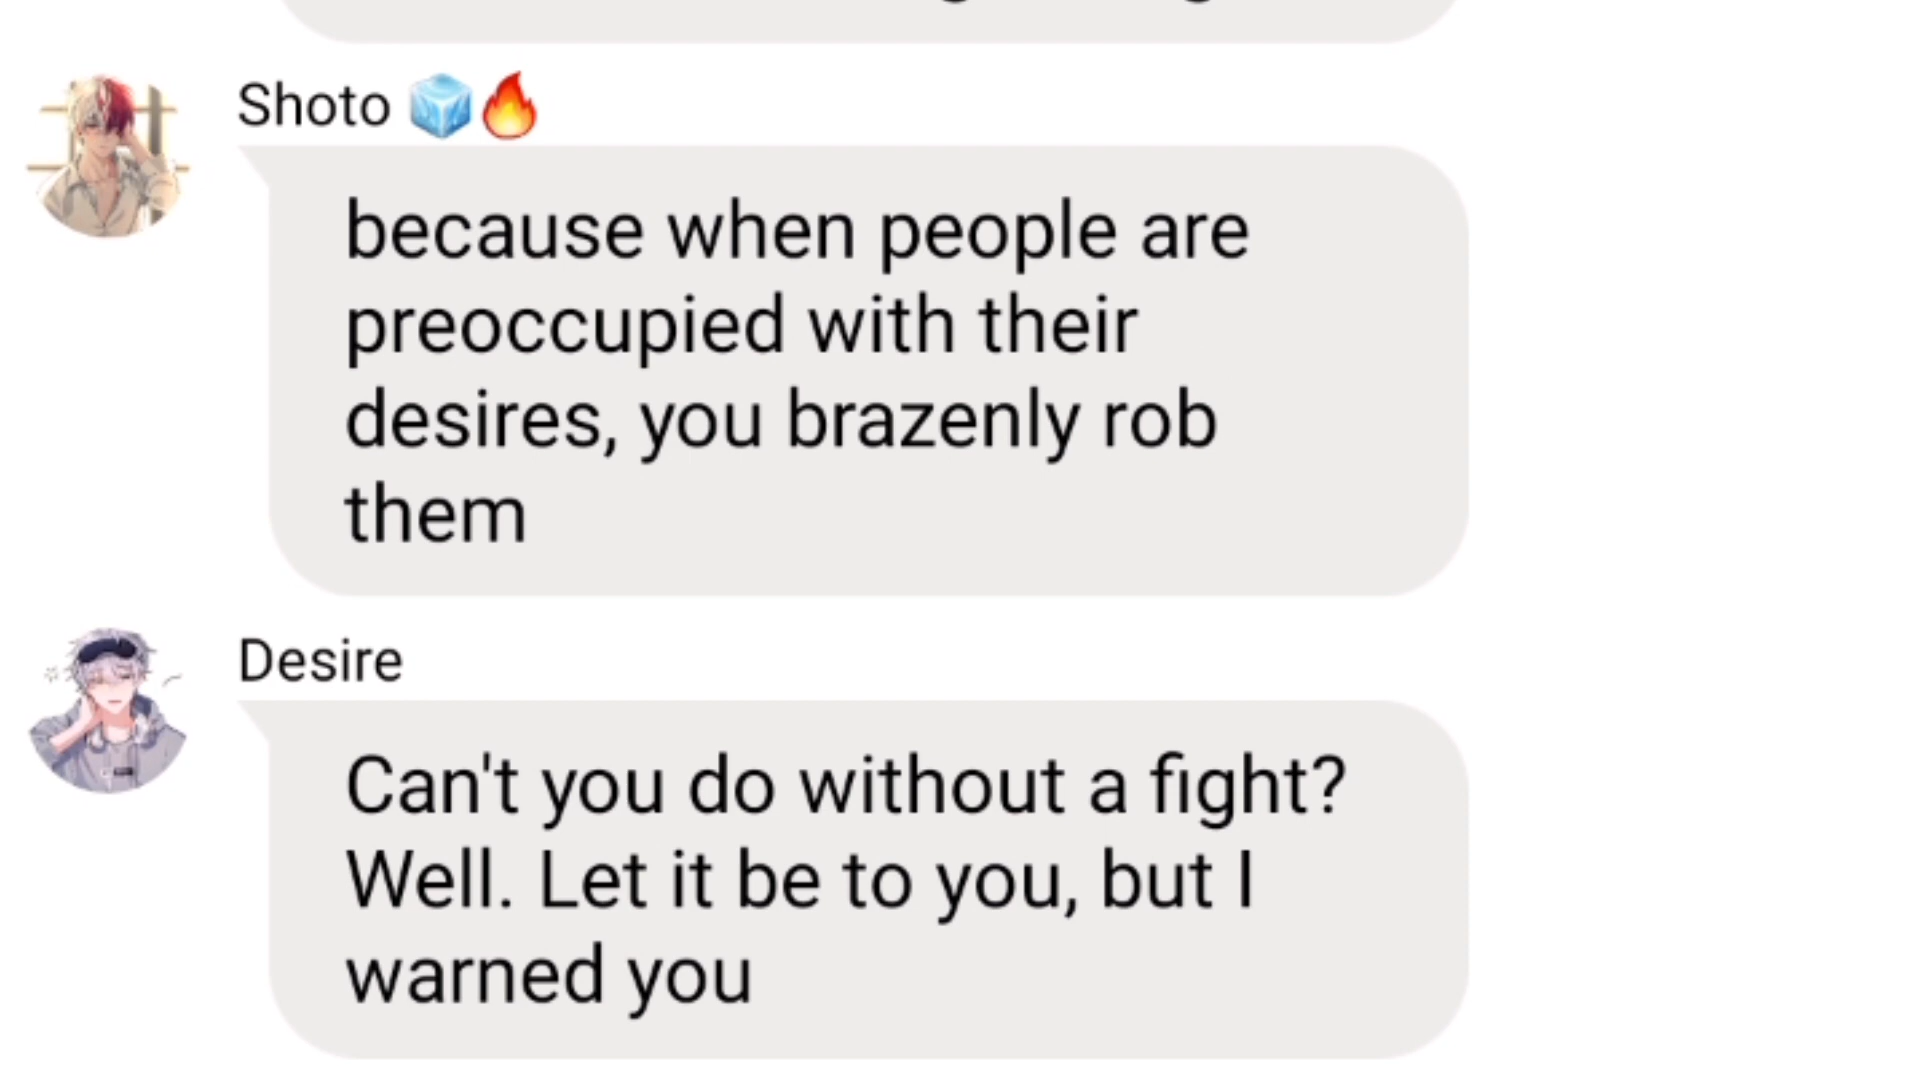 Shoto 🧊🔥
because when people are
preoccupied with their
desires, you brazenly rob
them
Desire
Can't you do without a fight?
Well. Let it be to you, but I
warned you